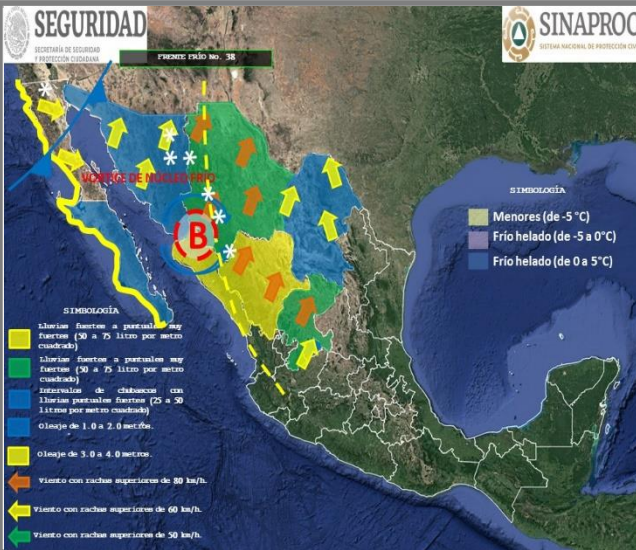 SEGURIDAD
SECRETARÍA DE SEGURIDAD
Y PROTECCIÓN CIUDADANA
FRENTE FRÍO No. 38
SINAPROC
SISTEMA NACIONAL DE PROTECCIÓN CIV
VÓRTICE DE NÚCLEO FRÍO
B
SIMBOLOGÍA
Menores (de -5 °C)
Frío helado (de -5 a 0°C)
Frío helado (de 0 a 5°C)
SIMBOLOGÍA
Lluvias fuertes a puntuales muy
fuertes (50 a 75 litro por metro
cuadrado)
Lluvias fuertes a puntuales muy
fuertes (50 a 75 litro por metro
cuadrado)
Intervalos de chubascos con
lluvias puntuales fuertes (25 a 50
litros por metro cuadrado)
Oleaje de 1.0 a 2.0 metros.
Oleaje de 3.0 a 4.0 metros.
Viento con rachas superiores de 80 km/h.
Viento con rachas superiores de 60 km/h.
Viento con rachas superiores de 50 km/h.